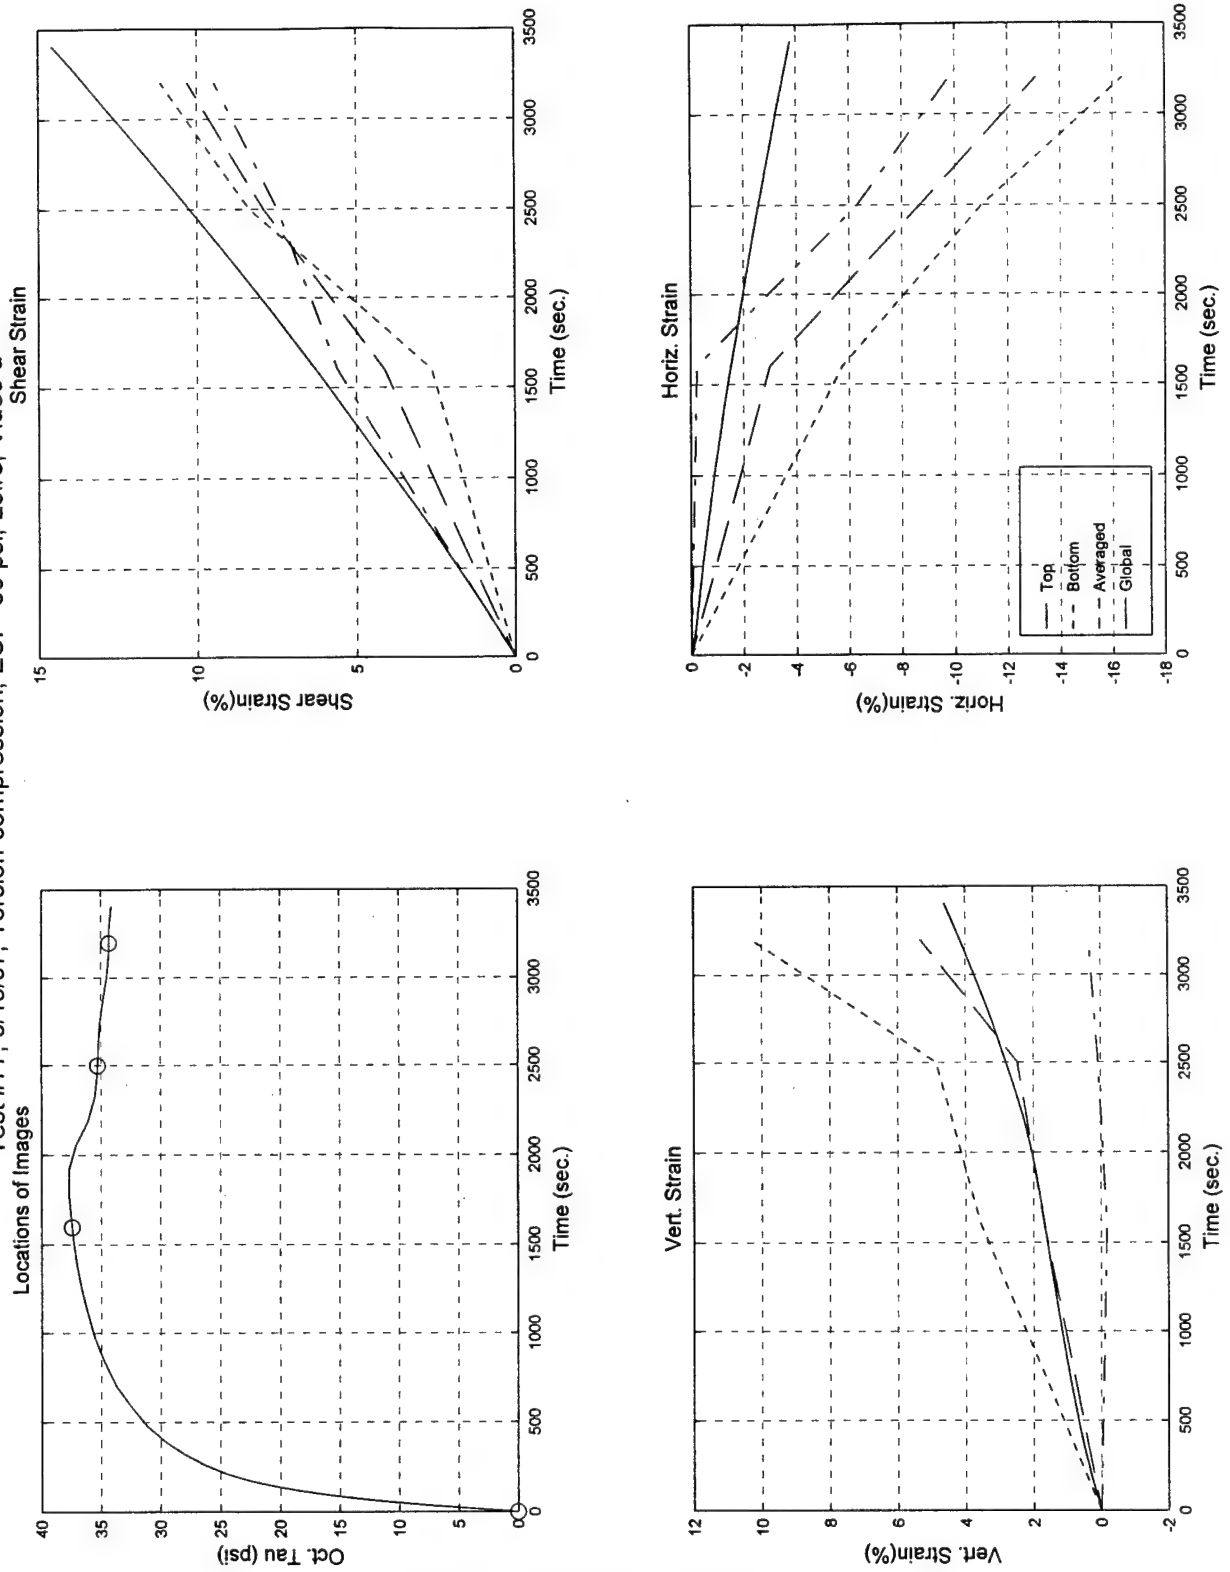 Torsion compression,
Locations of Images
Oct. Tau (psi)
40
35
30
25
20
15
10
5
0
0 500 1000 1500 2000 2500 3000 3500
Time (sec.)
Shear Strain
Shear Strain(%)
15
10
5
0
0 500 1000 1500 2000 2500 3000 3500
Time (sec.)
Vert. Strain
Vert. Strain(%)
12
10
8
6
4
2
0
-2
0 500 1000 1500 2000 2500 3000 3500
Time (sec.)
Horiz. Strain
Horiz. Strain(%)
0
-2
-4
-6
-8
-10
-12
-14
-16
-18
0 500 1000 1500 2000 2500 3000 3500
Time (sec.)
Top
Bottom
Averaged
Global